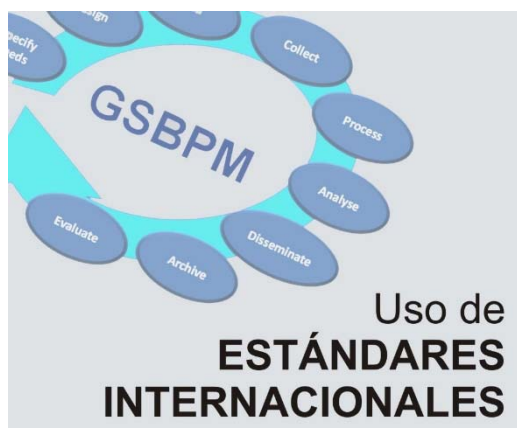 Collect
Process
GSBPM
Analyse
Disseminate
Archive
Evaluate
Uso de
ESTÁNDARES
INTERNACIONALES